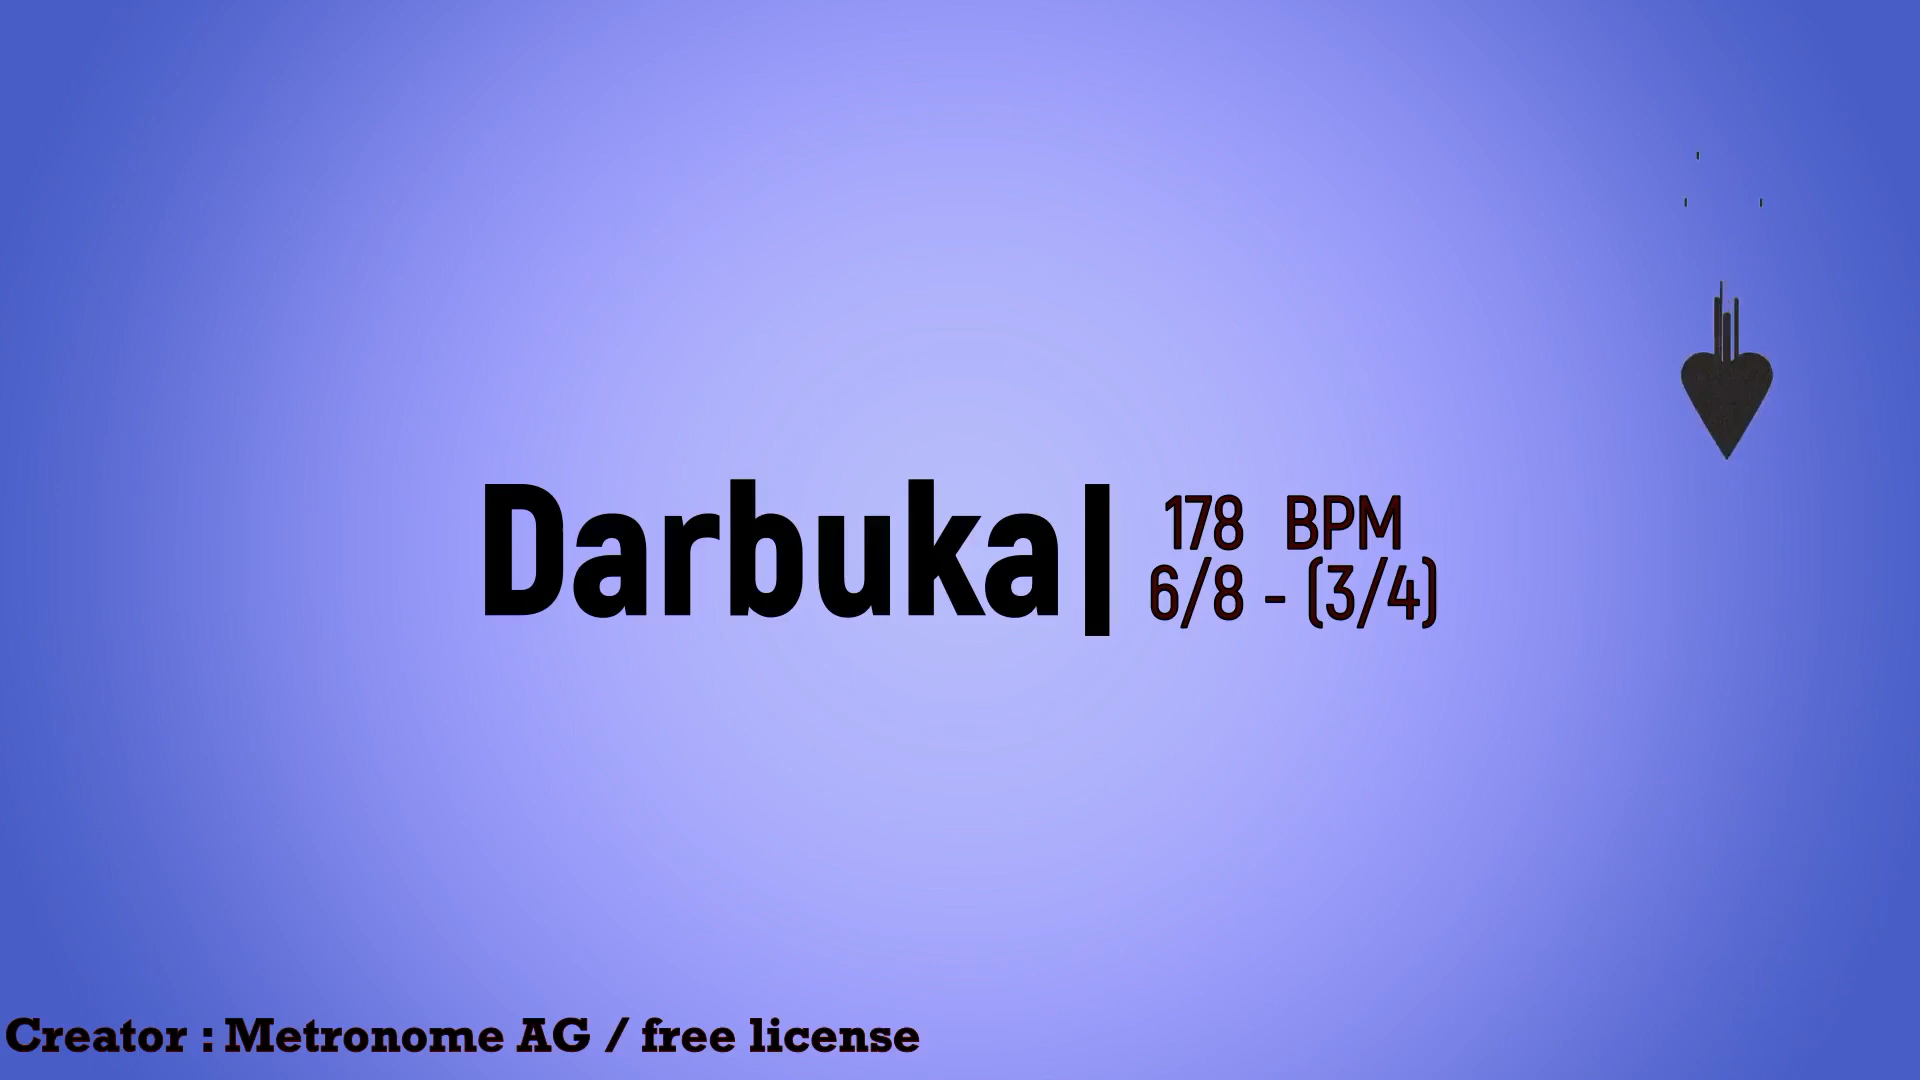 Darbuka
178 BPM
6/8 - (3/4)
Creator : Metronome AG / free license